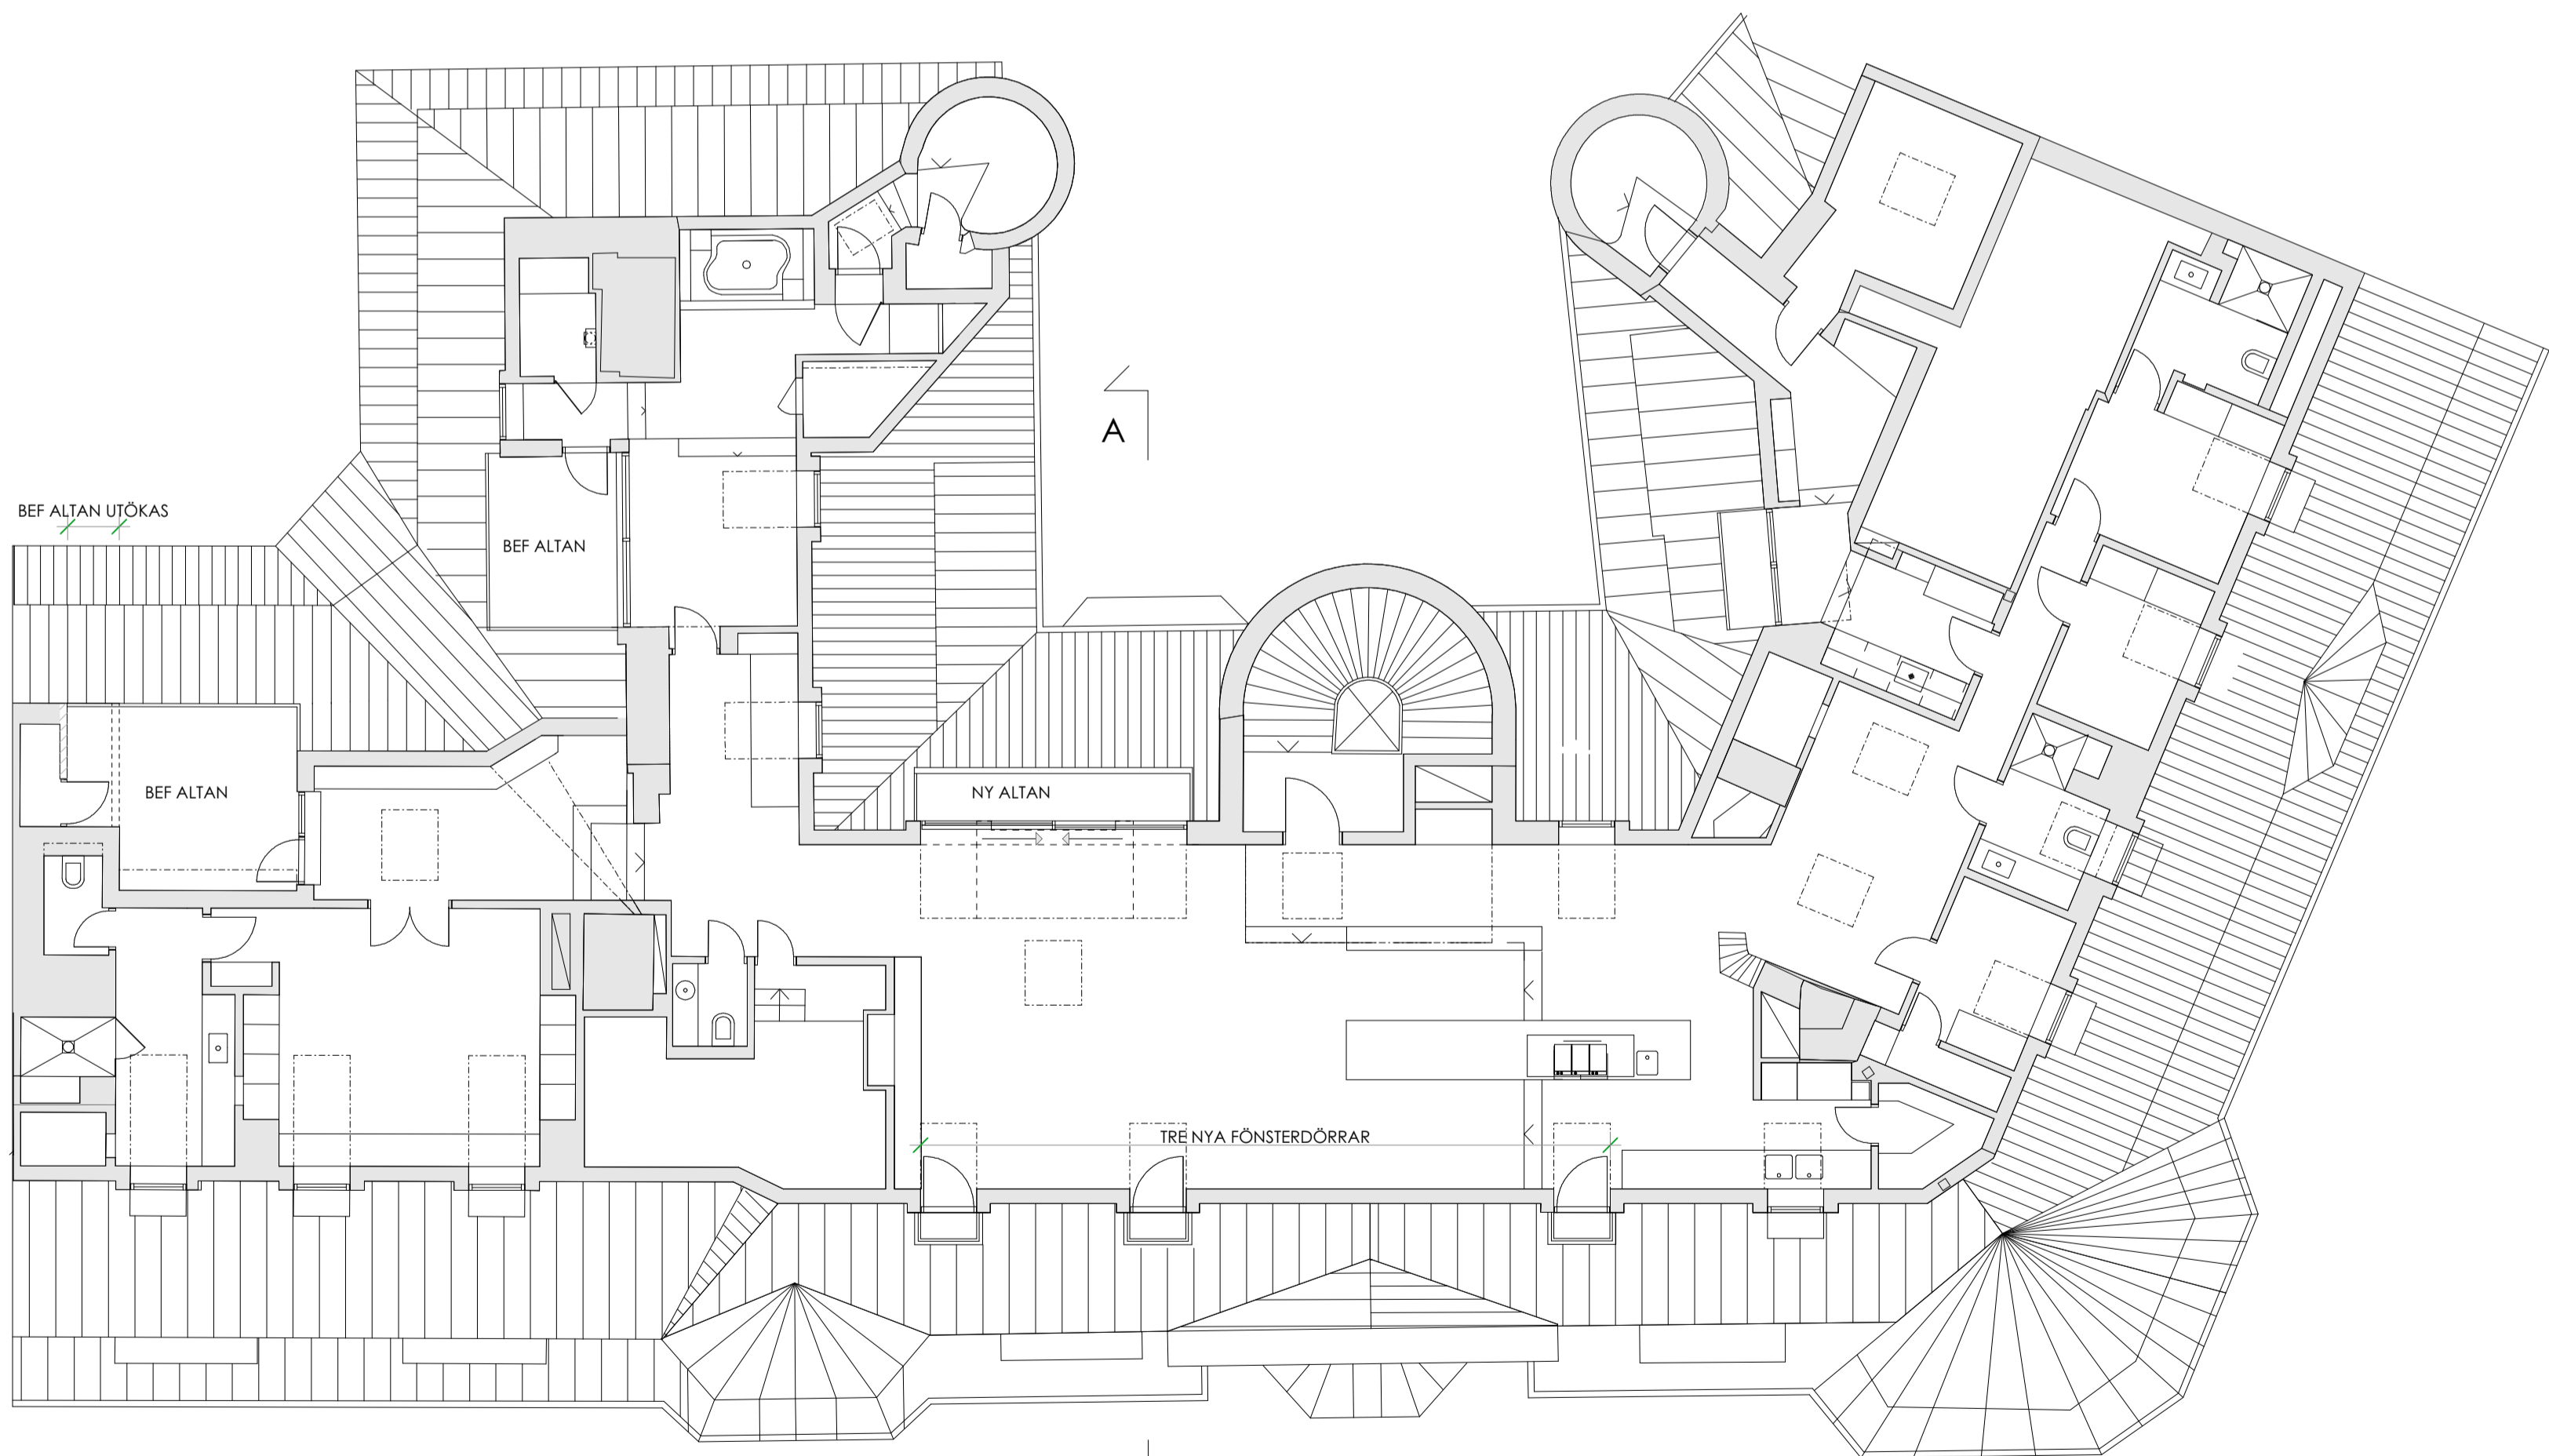 A
BEF ALTAN UTÖKAS
BEF ALTAN
BEF ALTAN
NY ALTAN
TRE NYA FÖNSTERDÖRRAR